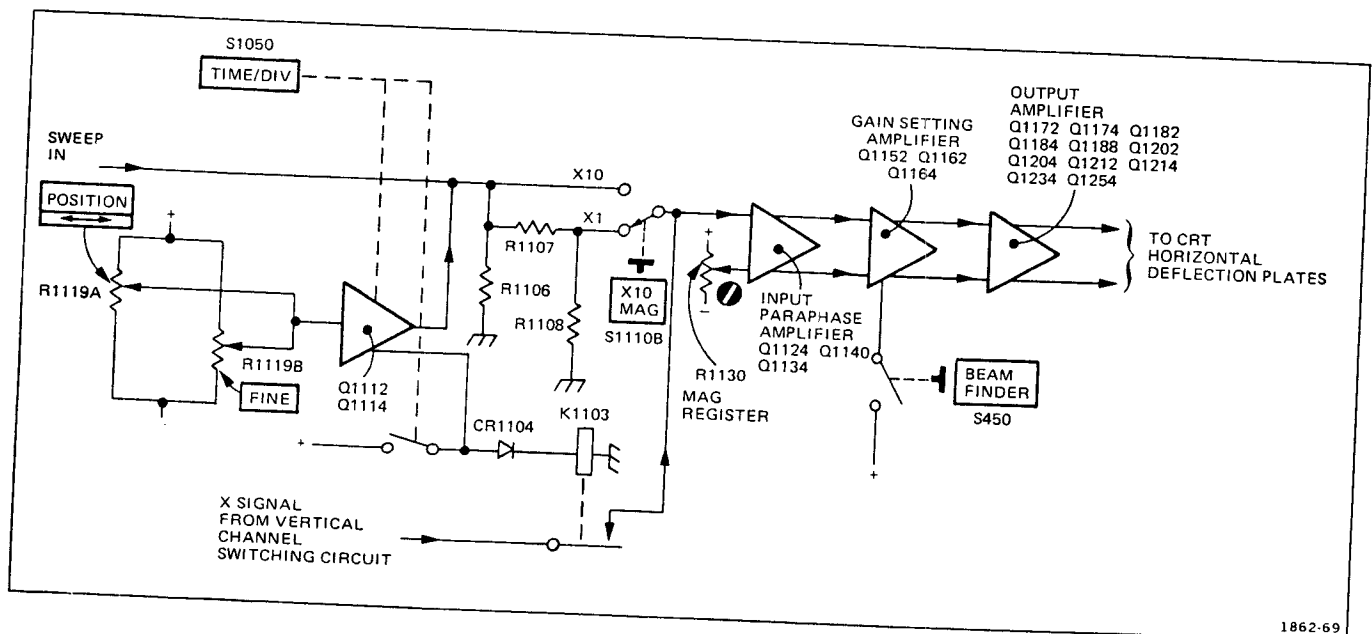 S1050
TIME/DIV
SWEEP
IN
POSITION
+
R1119A
R1119B
FINE
Q1112
Q1114
+
CR1104
K1103
X SIGNAL
FROM VERTICAL
CHANNEL
SWITCHING CIRCUIT
X10
X1
R1107
R1106
R1108
X10
MAG
S1110B
+
−
R1130
MAG
REGISTER
INPUT
PARAPHASE
AMPLIFIER
Q1124 Q1140
Q1134
GAIN SETTING
AMPLIFIER
Q1152 Q1162
Q1164
OUTPUT
AMPLIFIER
Q1172 Q1174 Q1182
Q1184 Q1188 Q1202
Q1204 Q1212 Q1214
Q1234 Q1254
TO CRT
HORIZONTAL
DEFLECTION PLATES
BEAM
FINDER
S450
+
1862-69